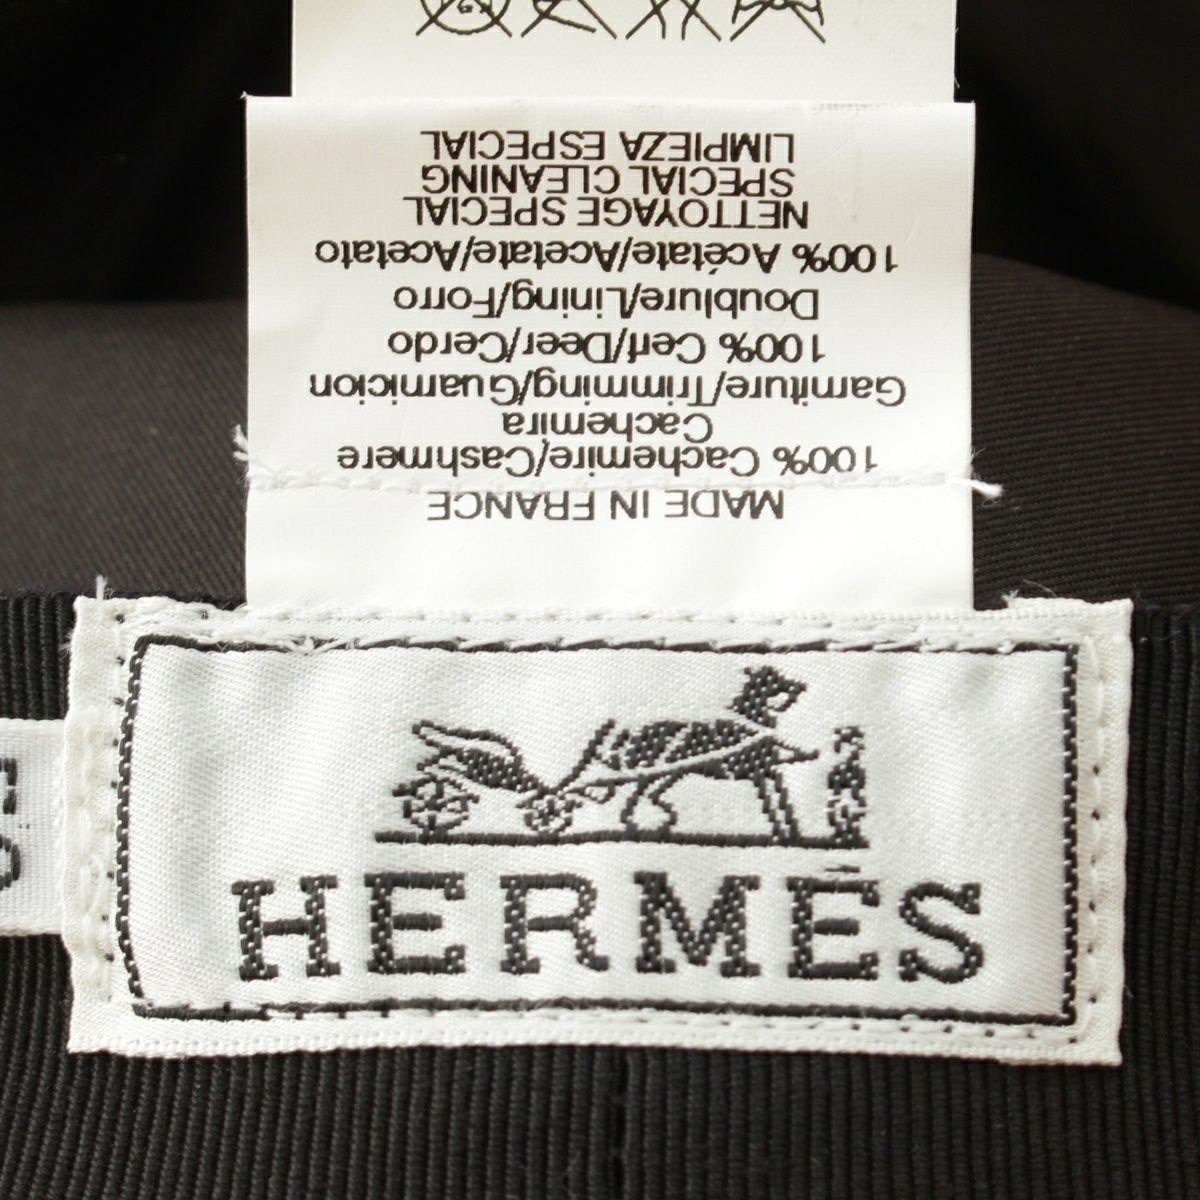 MADE IN FRANCE
100% Cachemire/Cashmere
Cachemira
Garniture/Trimming/Guarnicion
100% Cerf/Deer/Cerdo
Doublure/Lining/Forro
100% Acétate/Acetate/Acetato
NETTOYAGE SPECIAL
SPECIAL CLEANING
LIMPIEZA ESPECIAL
HERMÈS